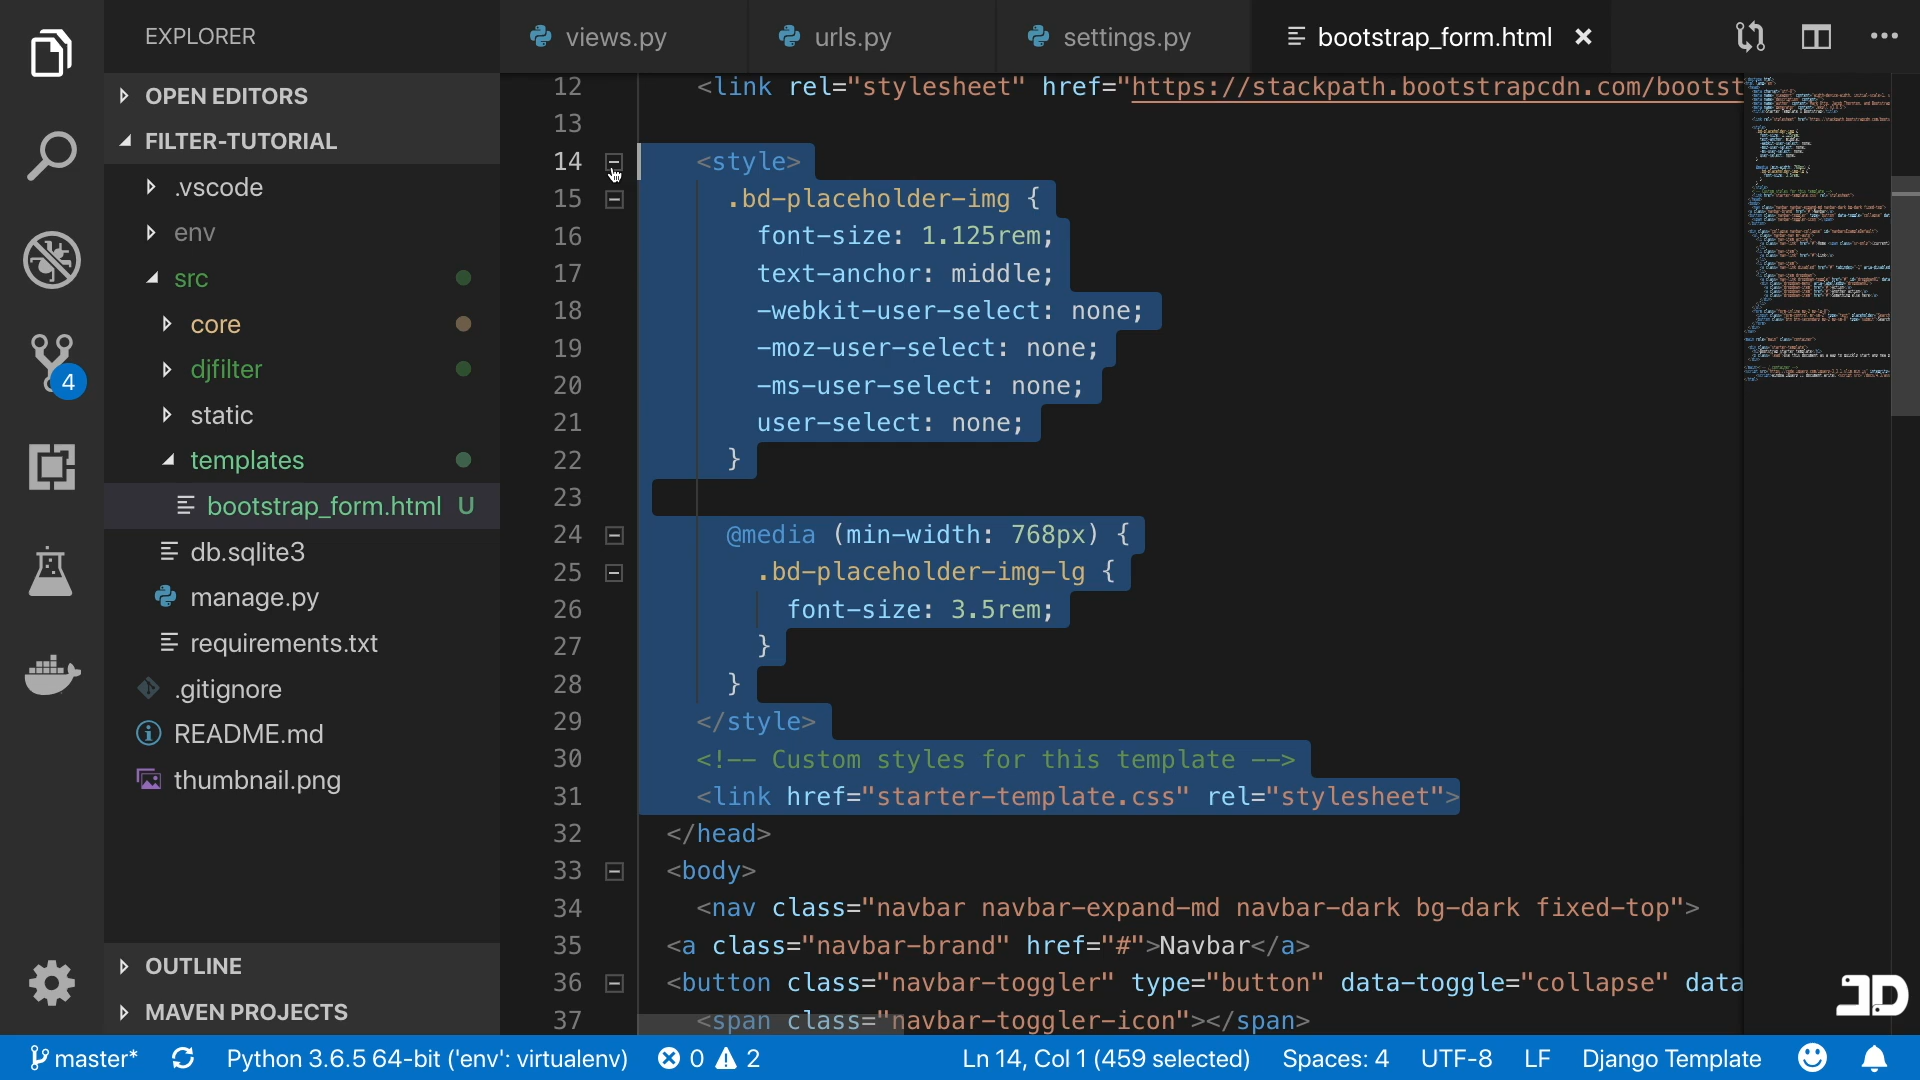 EXPLORER
views.py
urls.py
settings.py
bootstrap_form.html
OPEN EDITORS
FILTER-TUTORIAL
.vscode
env
src
core
djfilter
static
templates
bootstrap_form.html U
db.sqlite3
manage.py
requirements.txt
.gitignore
README.md
thumbnail.png
OUTLINE
MAVEN PROJECTS
4
12 <link rel="stylesheet" href="https://stackpath.bootstrapcdn.com/bootst
13
14 <style>
15 .bd-placeholder-img {
16 font-size: 1.125rem;
17 text-anchor: middle;
18 -webkit-user-select: none;
19 -moz-user-select: none;
20 -ms-user-select: none;
21 user-select: none;
22 }
23
24 @media (min-width: 768px) {
25 .bd-placeholder-img-lg {
26 font-size: 3.5rem;
27 }
28 }
29 </style>
30 <!-- Custom styles for this template -->
31 <link href="starter-template.css" rel="stylesheet">
32 </head>
33 <body>
34 <nav class="navbar navbar-expand-md navbar-dark bg-dark fixed-top">
35 <a class="navbar-brand" href="#">Navbar</a>
36 <button class="navbar-toggler" type="button" data-toggle="collapse" data
37 <span class="navbar-toggler-icon"></span>
JD
master*
Python 3.6.5 64-bit ('env': virtualenv)
0
2
Ln 14, Col 1 (459 selected)
Spaces: 4
UTF-8
LF
Django Template